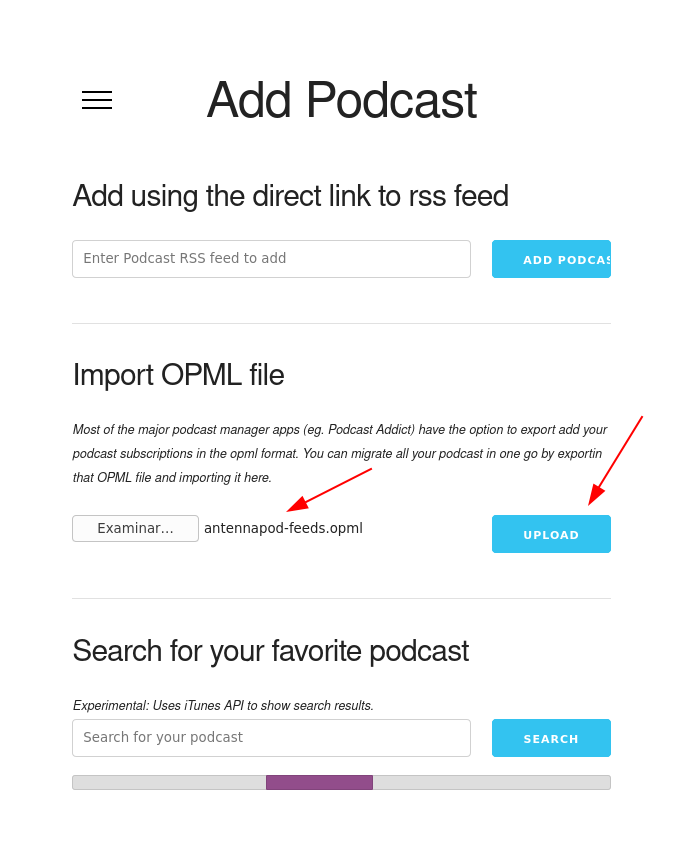 Add Podcast
Add using the direct link to rss feed
Enter Podcast RSS feed to add
ADD PODCAS
Import OPML file
Most of the major podcast manager apps (eg. Podcast Addict) have the option to export add your
podcast subscriptions in the opml format. You can migrate all your podcast in one go by exportin
that OPML file and importing it here.
Examinar... antennapod-feeds.opml
UPLOAD
Search for your favorite podcast
Experimental: Uses iTunes API to show search results.
Search for your podcast
SEARCH